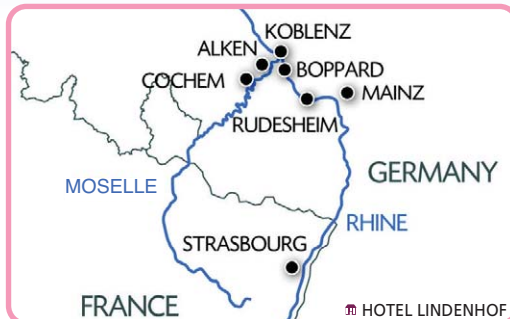 KOBLENZ
ALKEN
BOPPARD
COCHEM
MAINZ
RUDESHEIM
GERMANY
MOSELLE
RHINE
STRASBOURG
FRANCE
HOTEL LINDENHOF